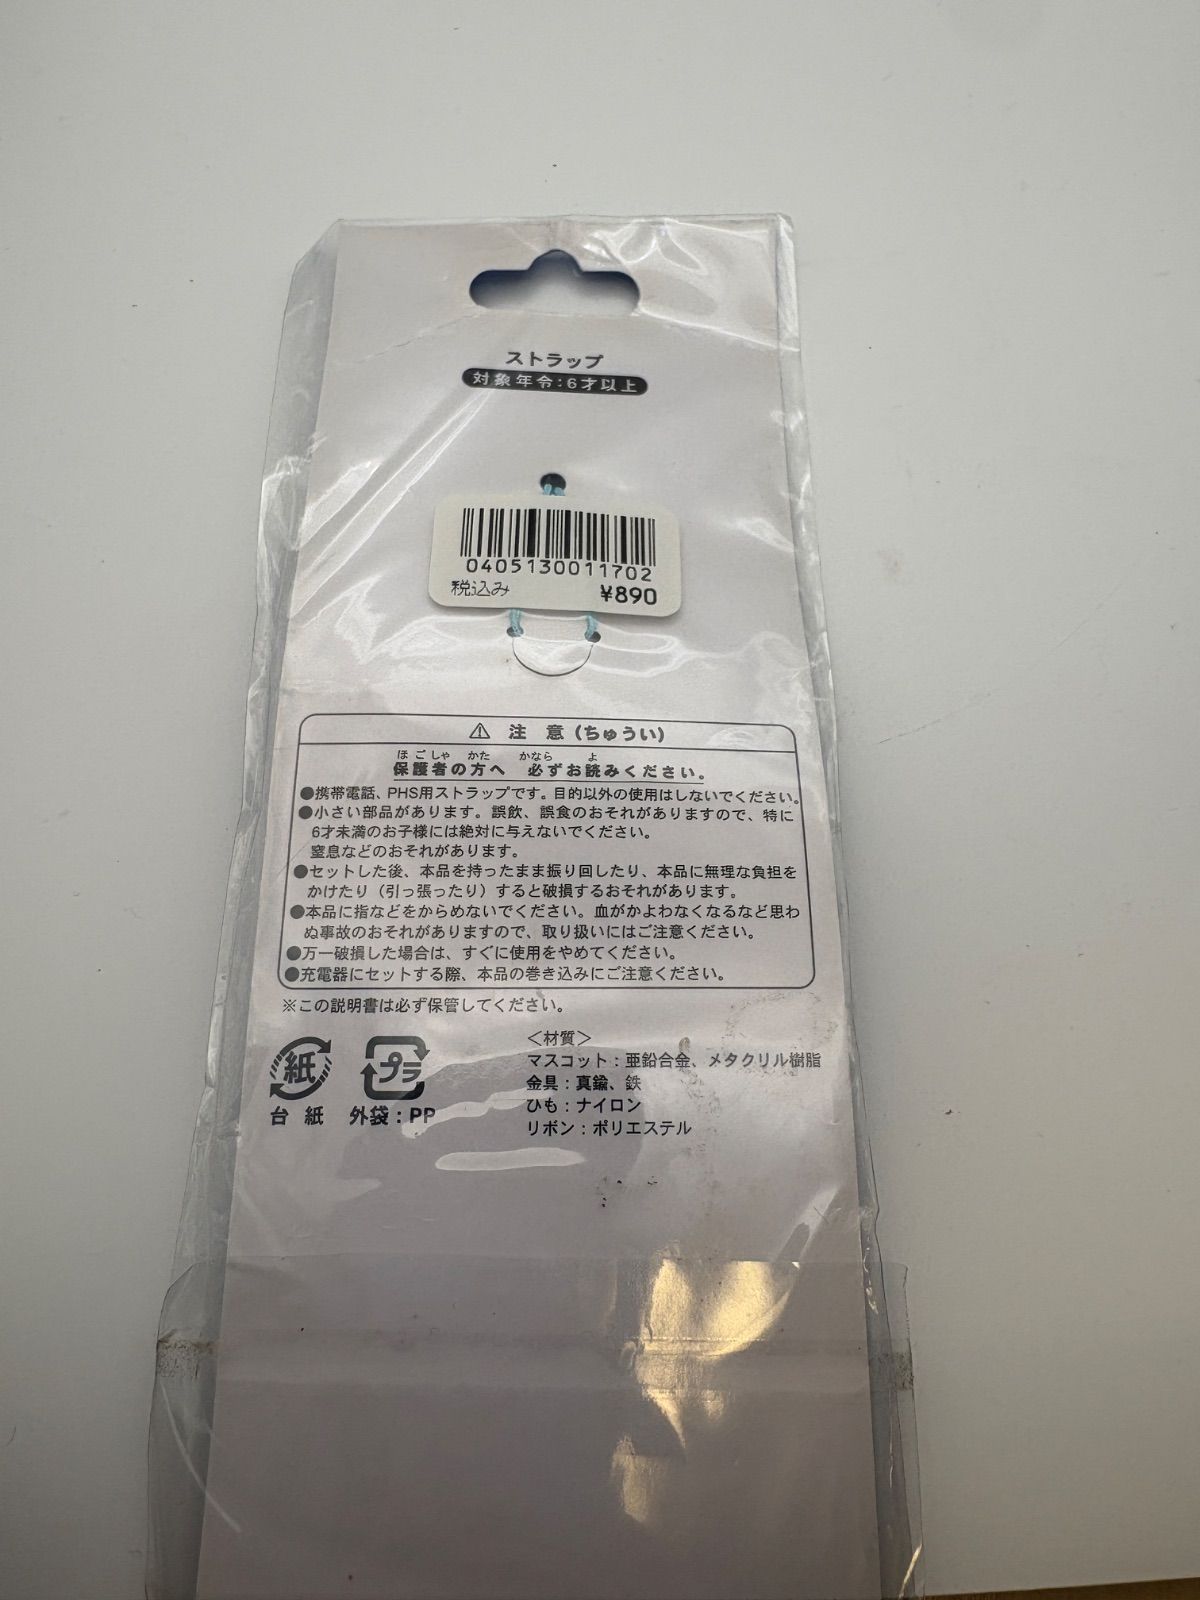 ストラップ
対象年令:6才以上
0405130011702
税込み ¥890
⚠ 注 意(ちゅうい)
ほごしゃ かた かなら よ
保護者の方へ 必ずお読みください。
●携帯電話、PHS用ストラップです。目的以外の使用はしないでください。
●小さい部品があります。誤飲、誤食のおそれがありますので、特に
6才未満のお子様には絶対に与えないでください。
窒息などのおそれがあります。
●セットした後、本品を持ったまま振り回したり、本品に無理な負担を
かけたり(引っ張ったり)すると破損するおそれがあります。
●本品に指などをからめないでください。血がかよわなくなるなど思わ
ぬ事故のおそれがありますので、取り扱いにはご注意ください。
●万一破損した場合は、すぐに使用をやめてください。
●充電器にセットする際、本品の巻き込みにご注意ください。
※この説明書は必ず保管してください。
紙
台 紙
プラ
外袋:PP
<材質>
マスコット:亜鉛合金、メタクリル樹脂
金具:真鍮、鉄
ひも:ナイロン
リボン:ポリエステル